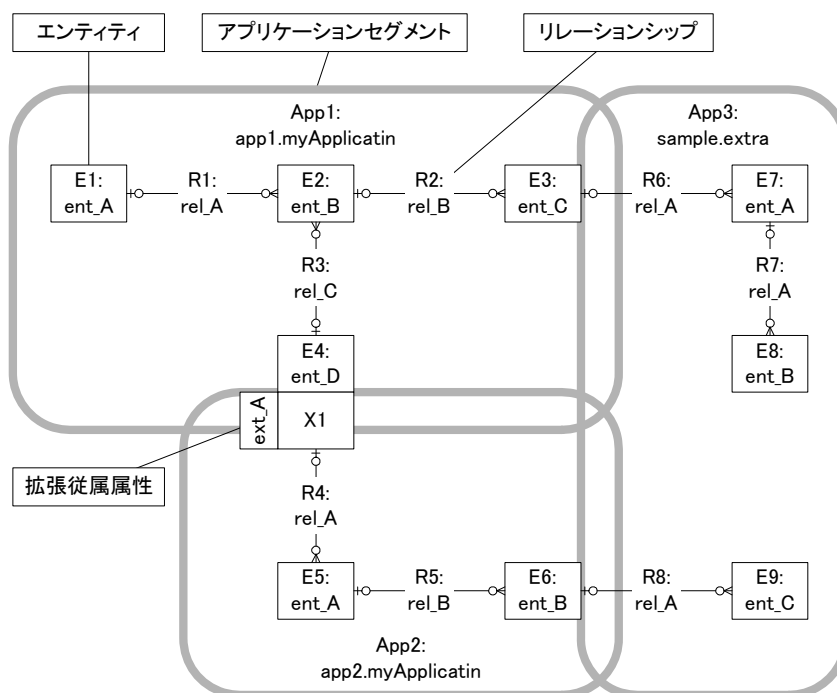 エンティティ
アプリケーションセグメント
リレーションシップ
App1:
app1.myApplicatin
App3:
sample.extra
E1:
ent_A
R1:
rel_A
E2:
ent_B
R2:
rel_B
E3:
ent_C
R6:
rel_A
E7:
ent_A
R3:
rel_C
R7:
rel_A
E4:
ent_D
E8:
ent_B
ext_A
X1
拡張従属属性
R4:
rel_A
E5:
ent_A
R5:
rel_B
E6:
ent_B
R8:
rel_A
E9:
ent_C
App2:
app2.myApplicatin